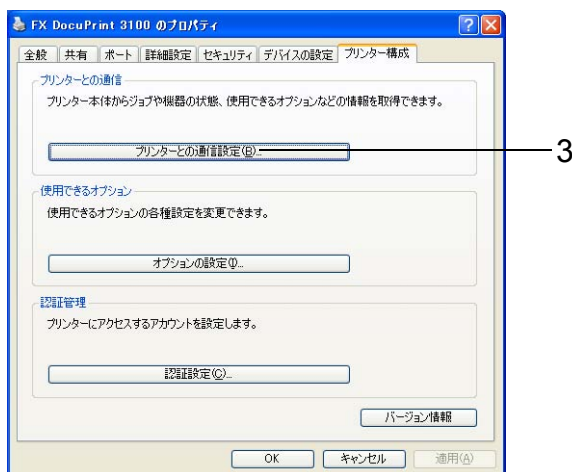 FX DocuPrint 3100 のプロパティ
全般 共有 ポート 詳細設定 セキュリティ デバイスの設定 プリンター構成
プリンターとの通信
プリンター本体からジョブや機器の状態、使用できるオプションなどの情報を取得できます。
プリンターとの通信設定(B)... 3
使用できるオプション
使用できるオプションの各種設定を変更できます。
オプションの設定(I)...
認証管理
プリンターにアクセスするアカウントを設定します。
認証設定(C)...
バージョン情報
OK キャンセル 適用(A)